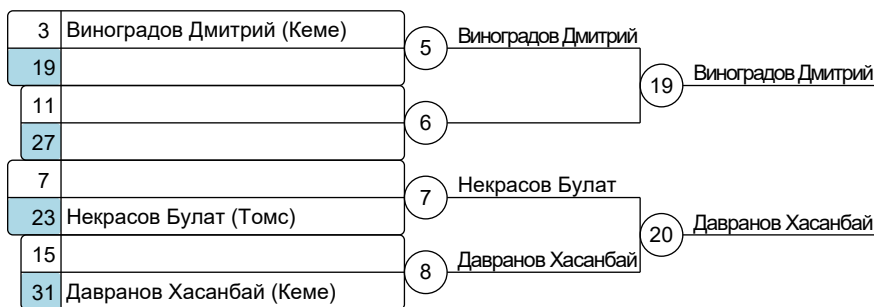 3 Виноградов Дмитрий (Кеме)
5 Виноградов Дмитрий
19
19 Виноградов Дмитрий
11
6
27
7
7 Некрасов Булат
23 Некрасов Булат (Томс)
20 Давранов Хасанбай
15
8 Давранов Хасанбай
31 Давранов Хасанбай (Кеме)